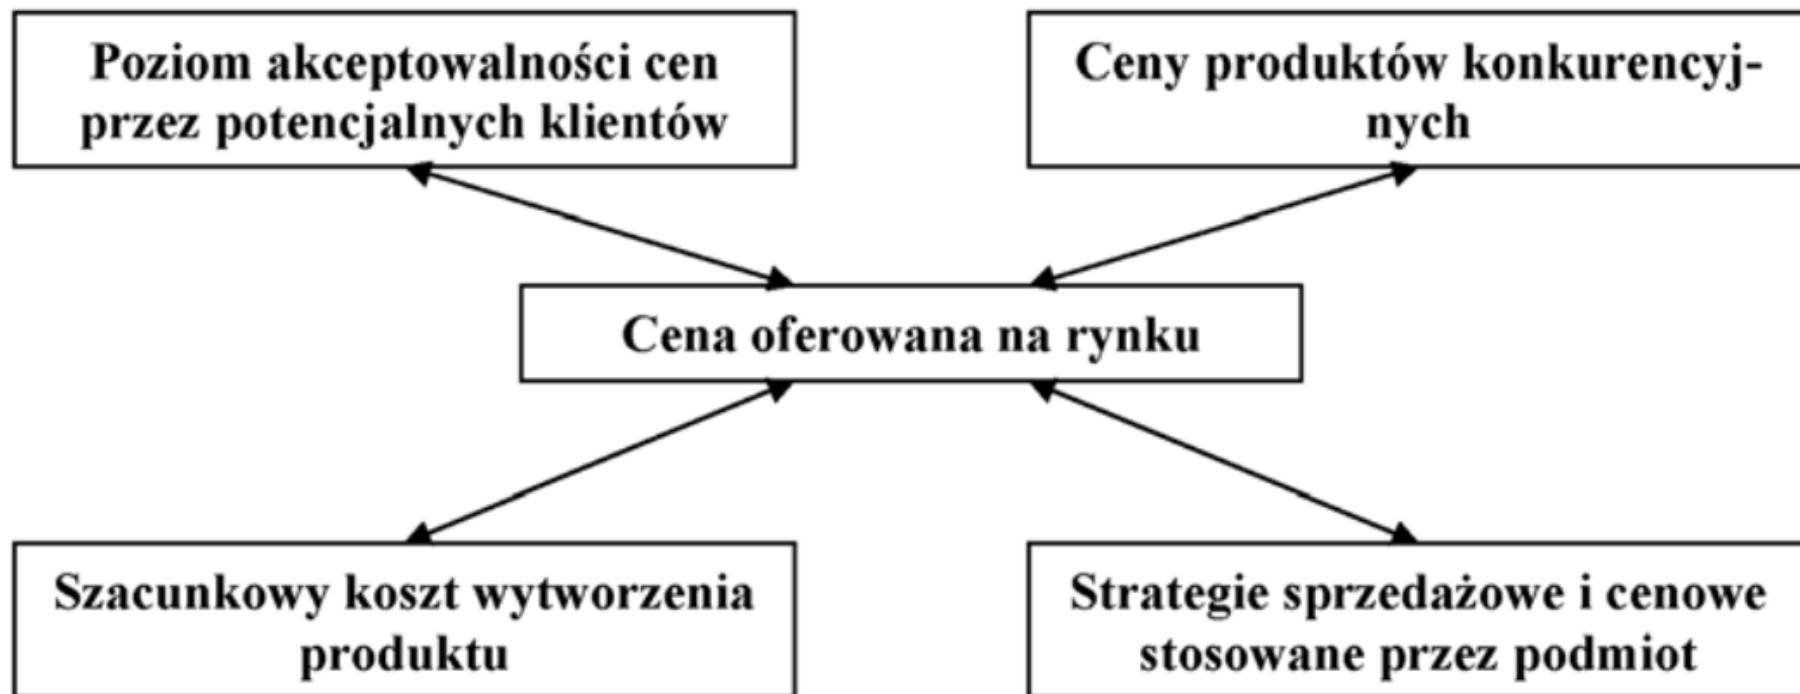 Poziom akceptowalności cen
przez potencjalnych klientów
Ceny produktów konkurencyj-
nych
Cena oferowana na rynku
Szacunkowy koszt wytworzenia
produktu
Strategie sprzedażowe i cenowe
stosowane przez podmiot